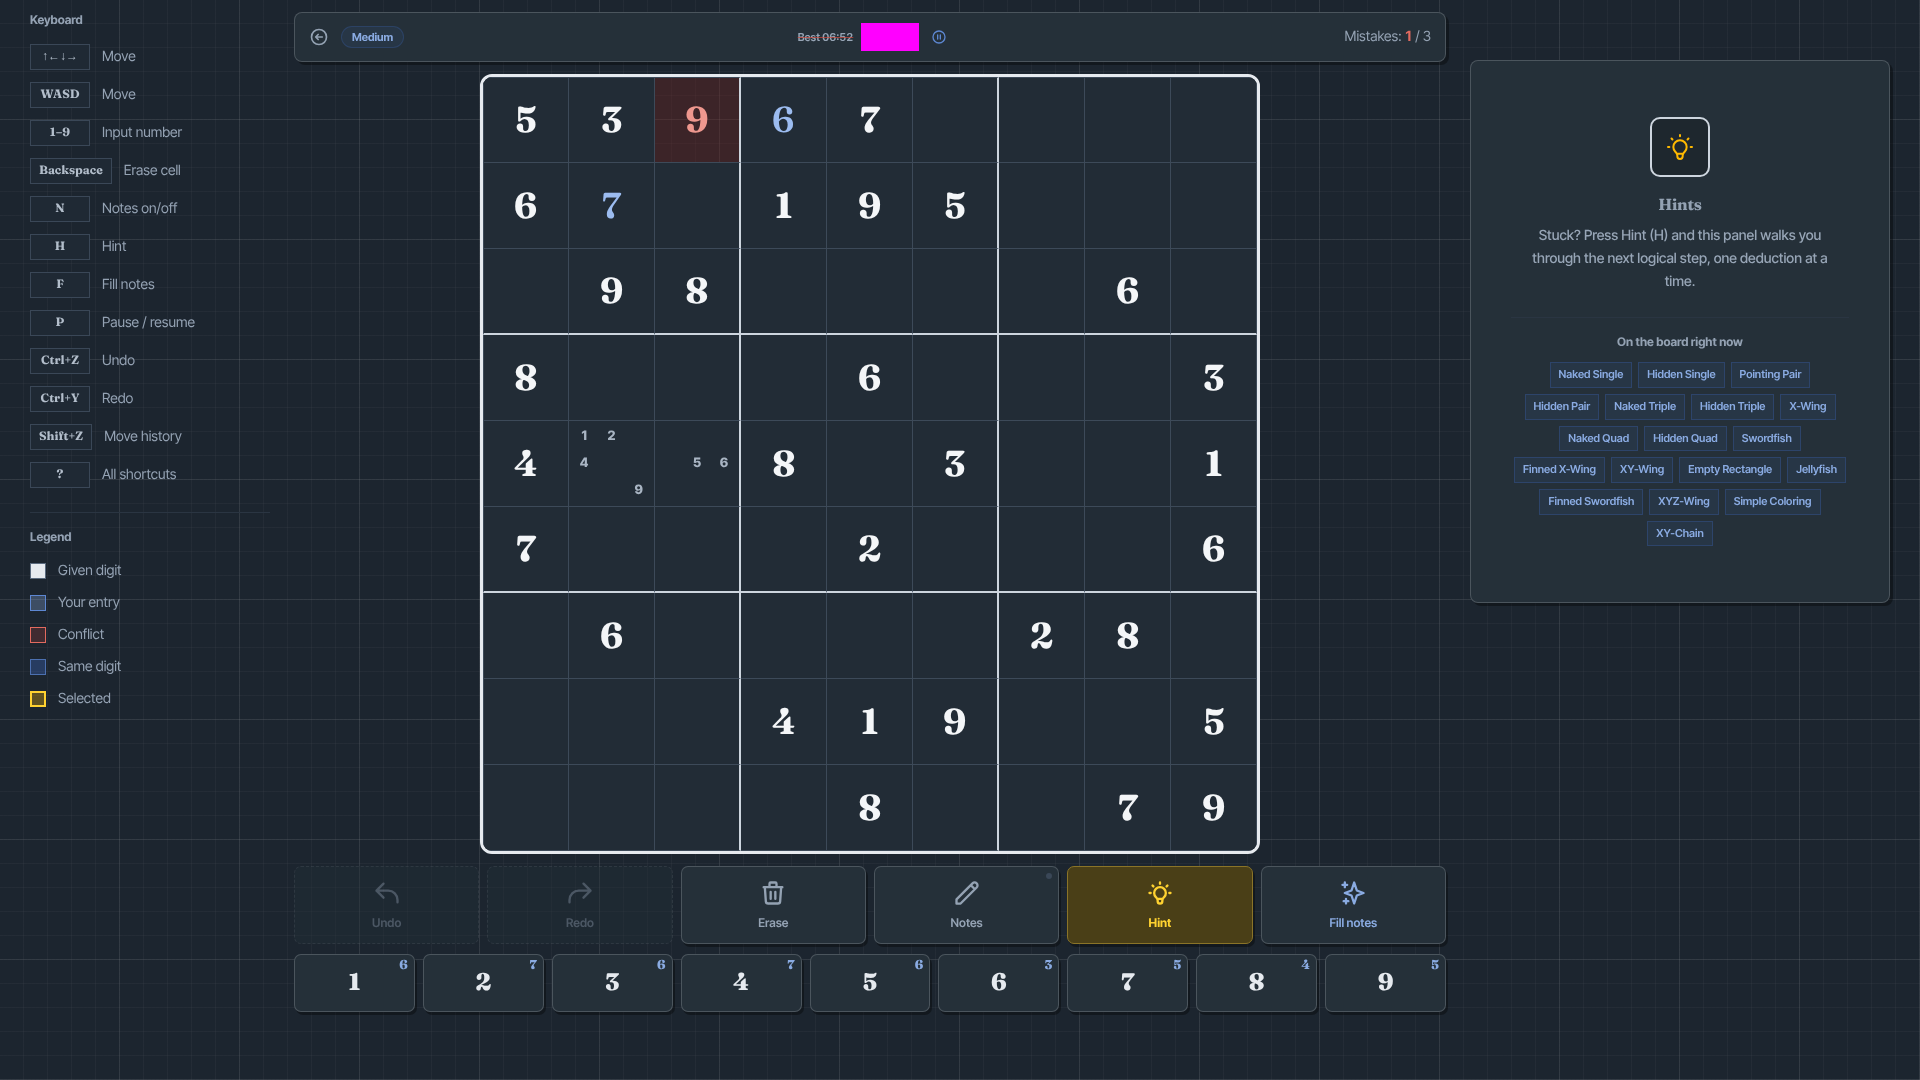 Keyboard
↑←↓→ Move
WASD Move
1–9 Input number
Backspace Erase cell
N Notes on/off
H Hint
F Fill notes
P Pause / resume
Ctrl+Z Undo
Ctrl+Y Redo
Shift+Z Move history
? All shortcuts
Legend
Given digit
Your entry
Conflict
Same digit
Selected
Medium
Best 06:52
Mistakes: 1 / 3
5 3 9 6 7
6 7 1 9 5
9 8 6
8 6 3
1 2
4 4 5 6 8 3 1
9
7 2 6
6 2 8
4 1 9 5
8 7 9
Undo
Redo
Erase
Notes
Hint
Fill notes
1 6
2 7
3 6
4 7
5 6
6 3
7 5
8 4
9 5
Hints
Stuck? Press Hint (H) and this panel walks you
through the next logical step, one deduction at a
time.
On the board right now
Naked Single Hidden Single Pointing Pair
Hidden Pair Naked Triple Hidden Triple X-Wing
Naked Quad Hidden Quad Swordfish
Finned X-Wing XY-Wing Empty Rectangle Jellyfish
Finned Swordfish XYZ-Wing Simple Coloring
XY-Chain